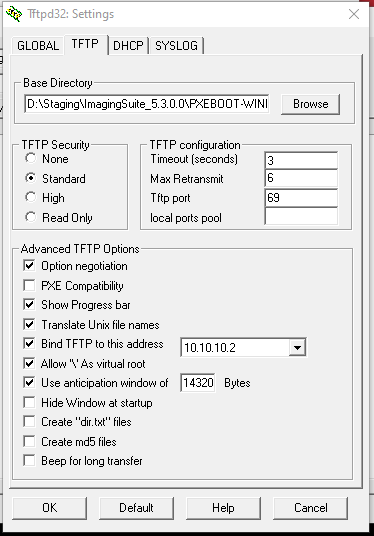 Tftpd32: Settings
GLOBAL TFTP DHCP SYSLOG
Base Directory
D:\Staging\ImagingSuite_5.3.0.0\PXEBOOT-WINI Browse
TFTP Security
None
Standard
High
Read Only
TFTP configuration
Timeout (seconds) 3
Max Retransmit 6
Tftp port 69
local ports pool
Advanced TFTP Options
Option negotiation
PXE Compatibility
Show Progress bar
Translate Unix file names
Bind TFTP to this address 10.10.10.2
Allow '\' As virtual root
Use anticipation window of 14320 Bytes
Hide Window at startup
Create "dir.txt" files
Create md5 files
Beep for long transfer
OK Default Help Cancel